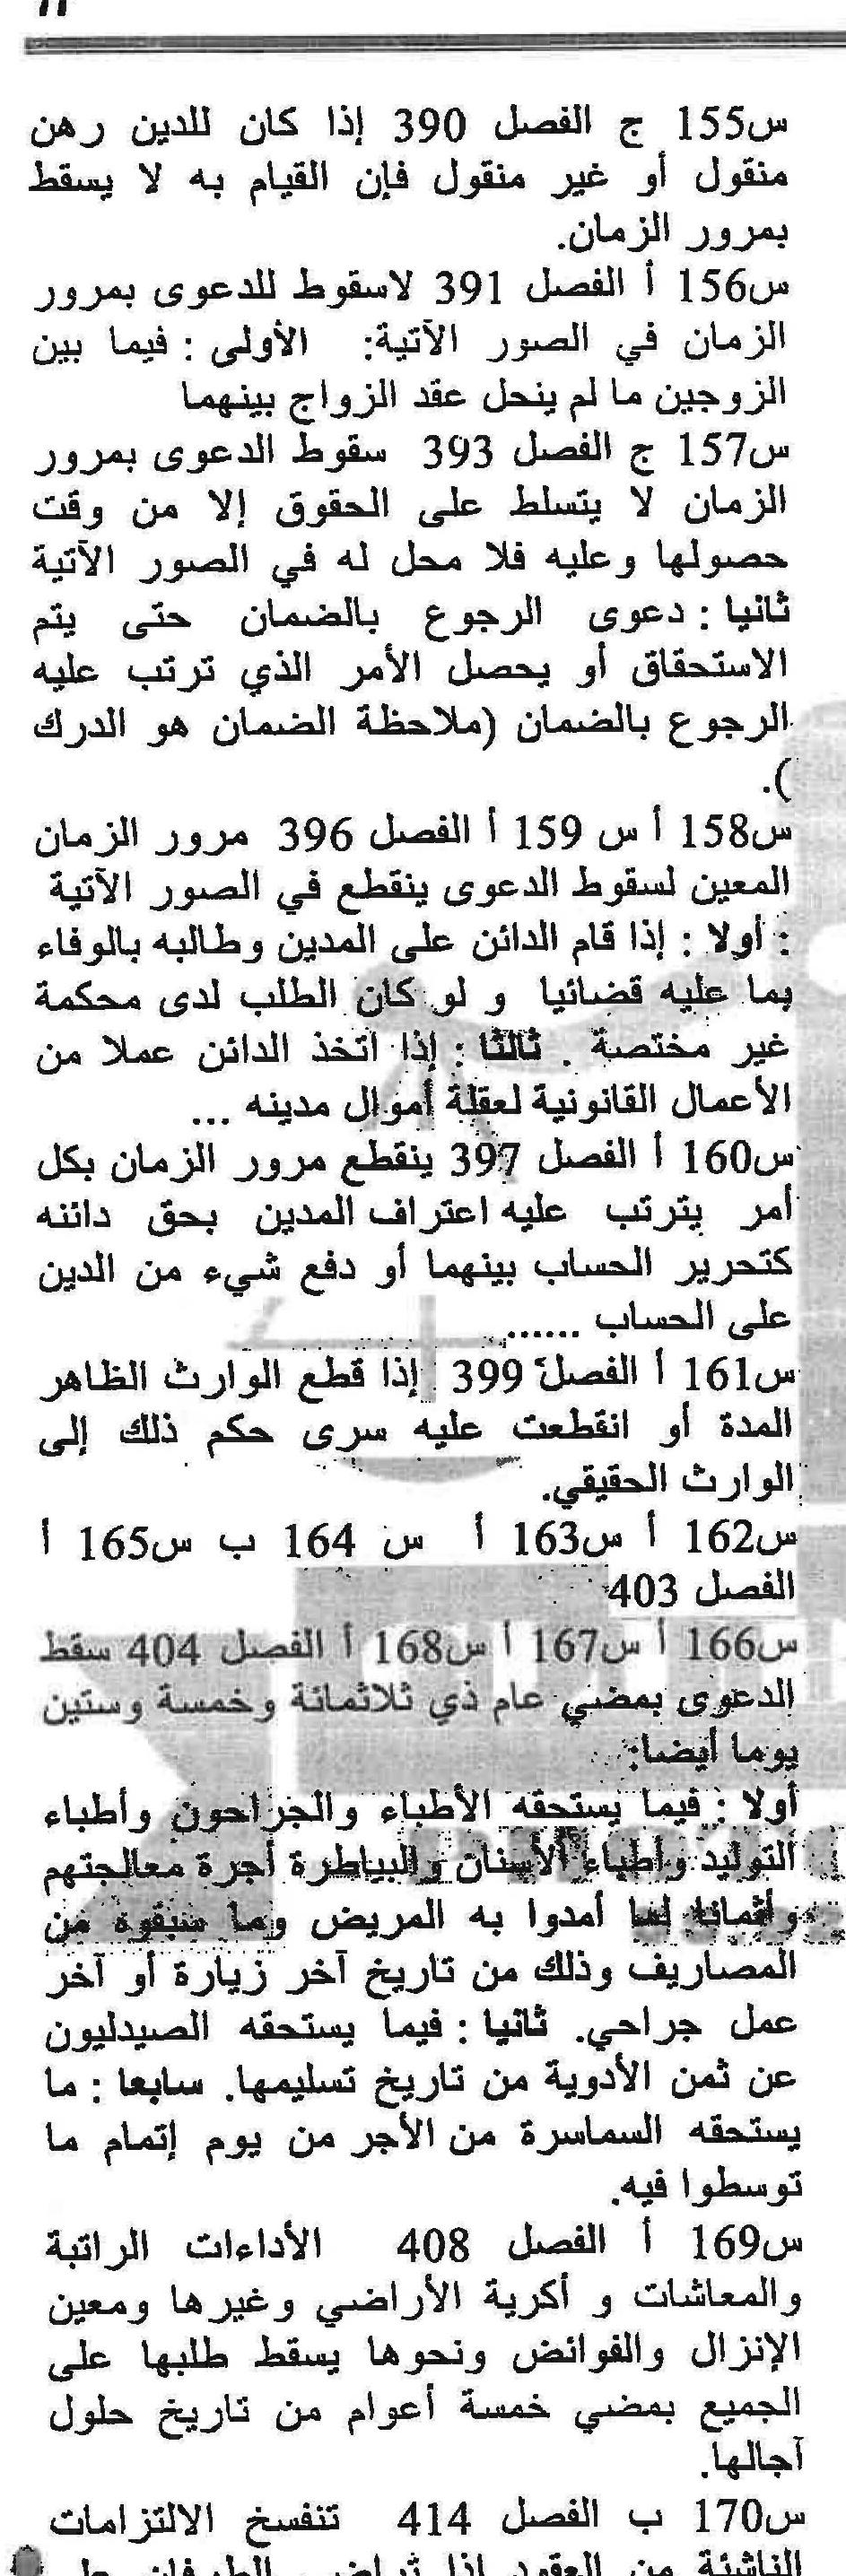 س155 ج الفصل 390 إذا كان للدين رهن
منقول أو غير منقول فإن القيام به لا يسقط
بمرور الزمان.
س156 أ الفصل 391 لاسقوط للدعوى بمرور
الزمان في الصور الآتية: الأولى : فيما بين
الزوجين ما لم ينحل عقد الزواج بينهما
س157 ج الفصل 393 سقوط الدعوى بمرور
الزمان لا يتسلط على الحقوق إلا من وقت
حصولها وعليه فلا محل له في الصور الآتية
ثانيا : دعوى الرجوع بالضمان حتى يتم
الاستحقاق أو يحصل الأمر الذي ترتب عليه
الرجوع بالضمان (ملاحظة الضمان هو الدرك
).
س158 أ س 159 أ الفصل 396 مرور الزمان
المعين لسقوط الدعوى ينقطع في الصور الآتية
: أولا : إذا قام الدائن على المدين وطالبه بالوفاء
بما عليه قضائيا و لو كان الطلب لدى محكمة
غير مختصة . ثالثا : إذا اتخذ الدائن عملا من
الأعمال القانونية لعقلة أموال مدينه ...
س160 أ الفصل 397 ينقطع مرور الزمان بكل
أمر يترتب عليه اعتراف المدين بحق دائنه
كتحرير الحساب بينهما أو دفع شيء من الدين
على الحساب ......
س161 أ الفصل 399 إذا قطع الوارث الظاهر
المدة أو انقطعت عليه سرى حكم ذلك إلى
الوارث الحقيقي.
س162 أ س163 أ س 164 ب س165 أ
الفصل 403
س166 أ س167 أ س168 أ الفصل 404 سقط
الدعوى بمضي عام ذي ثلاثمائة وخمسة وستين
يوما أيضا:
أولا : فيما يستحقه الأطباء والجراحون وأطباء
التوليد وأطباء الأسنان والبياطرة أجرة معالجتهم
وأثمانا لما أمدوا به المريض وما سبقوه من
المصاريف وذلك من تاريخ آخر زيارة أو آخر
عمل جراحي. ثانيا : فيما يستحقه الصيدليون
عن ثمن الأدوية من تاريخ تسليمها. سابعا : ما
يستحقه السماسرة من الأجر من يوم إتمام ما
توسطوا فيه.
س169 أ الفصل 408 الأداءات الراتبة
والمعاشات و أكرية الأراضي وغيرها ومعين
الإنزال والفوائض ونحوها يسقط طلبها على
الجميع بمضي خمسة أعوام من تاريخ حلول
آجالها.
س170 ب الفصل 414 تنفسخ الالتزامات
الناشئة من العقود إذا تراضى الطرفان